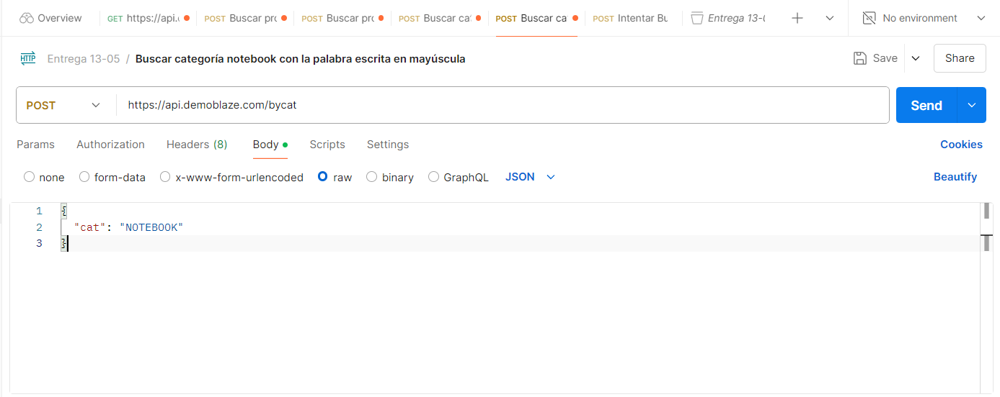 Overview GET https://api.c POST Buscar pro POST Buscar pro POST Buscar ca POST Buscar ca POST Intentar Bu Entrega 13-0 No environment
HTTP Entrega 13-05 / Buscar categoría notebook con la palabra escrita en mayúscula Save Share
POST https://api.demoblaze.com/bycat Send
Params Authorization Headers (8) Body Scripts Settings Cookies
none form-data x-www-form-urlencoded raw binary GraphQL JSON Beautify
1 {
2 "cat": "NOTEBOOK"
3 }